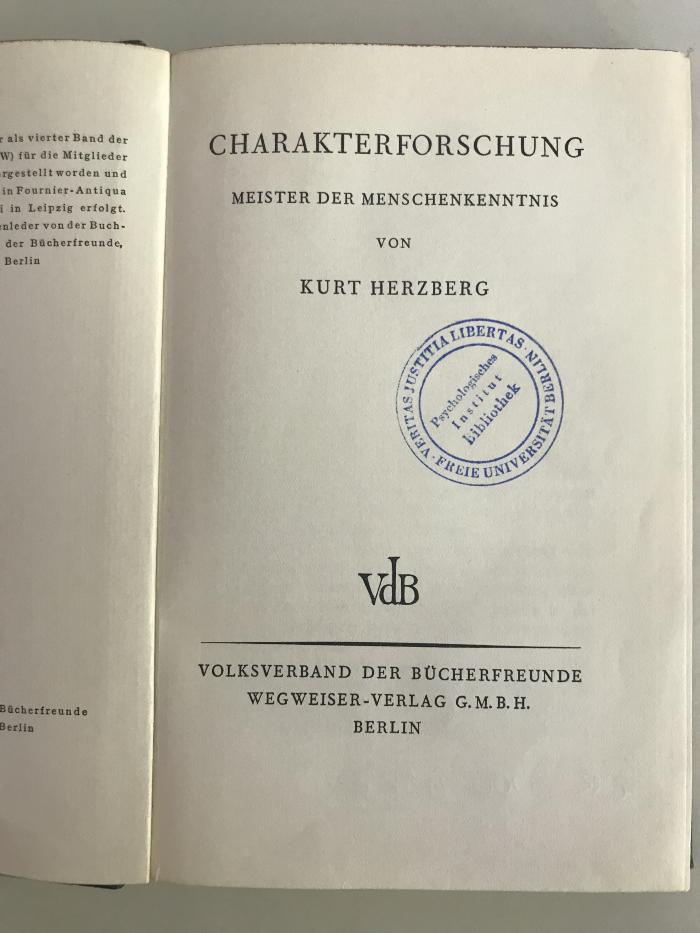 r als vierter Band der
W) für die Mitglieder
rgestellt worden und
in Fournier-Antiqua
i in Leipzig erfolgt.
nleder von der Buch-
der Bücherfreunde,
Berlin
Bücherfreunde
Berlin
CHARAKTERFORSCHUNG
MEISTER DER MENSCHENKENNTNIS
VON
KURT HERZBERG
VERITAS JUSTITIA LIBERTAS · FREIE UNIVERSITÄT BERLIN ·
Psychologisches
Institut
Bibliothek
VdB
VOLKSVERBAND DER BÜCHERFREUNDE
WEGWEISER-VERLAG G.M.B.H.
BERLIN